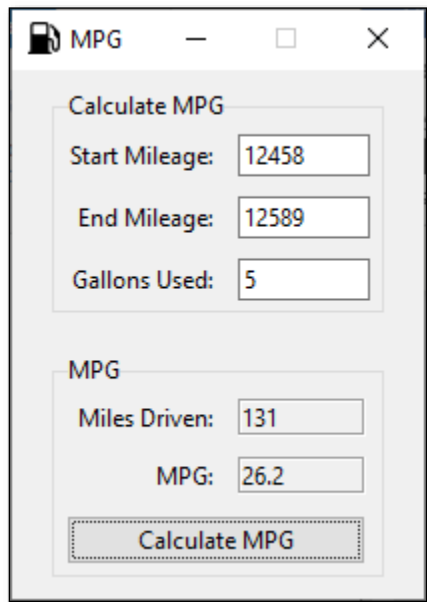 MPG
Calculate MPG
Start Mileage: 12458
End Mileage: 12589
Gallons Used: 5
MPG
Miles Driven: 131
MPG: 26.2
Calculate MPG